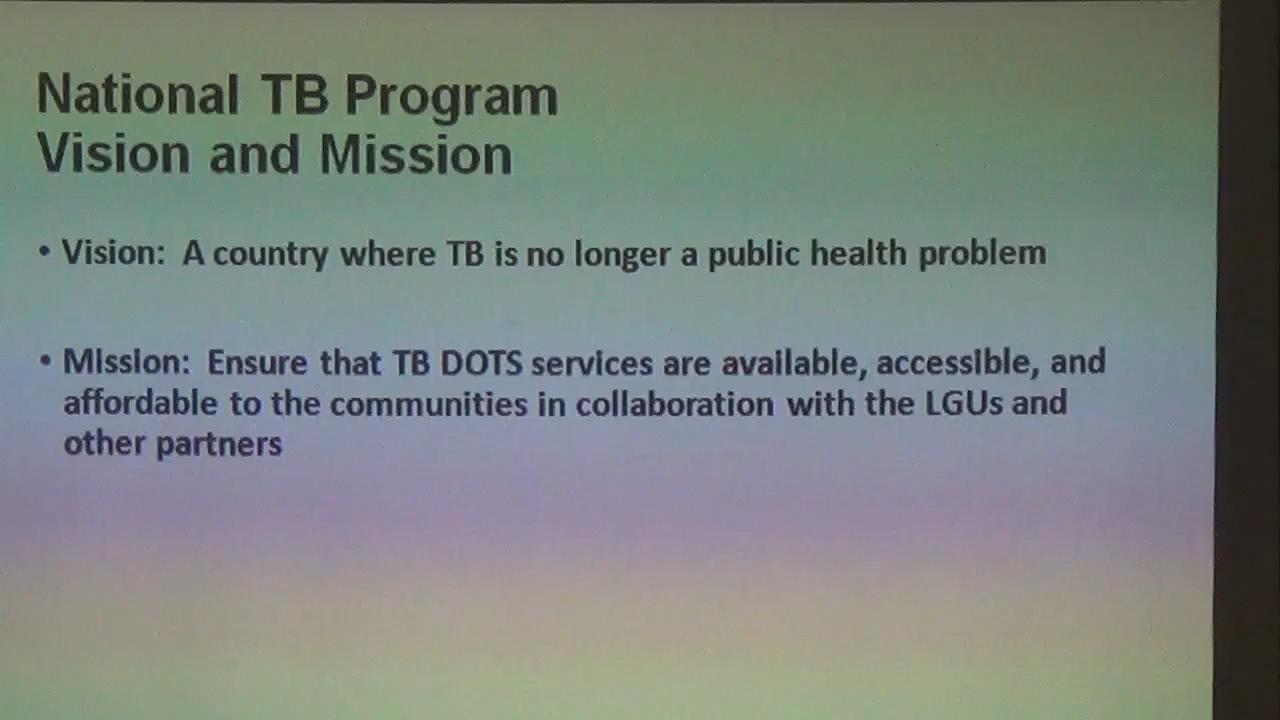 National TB Program
Vision and Mission
• Vision: A country where TB is no longer a public health problem
• Mission: Ensure that TB DOTS services are available, accessible, and
affordable to the communities in collaboration with the LGUs and
other partners